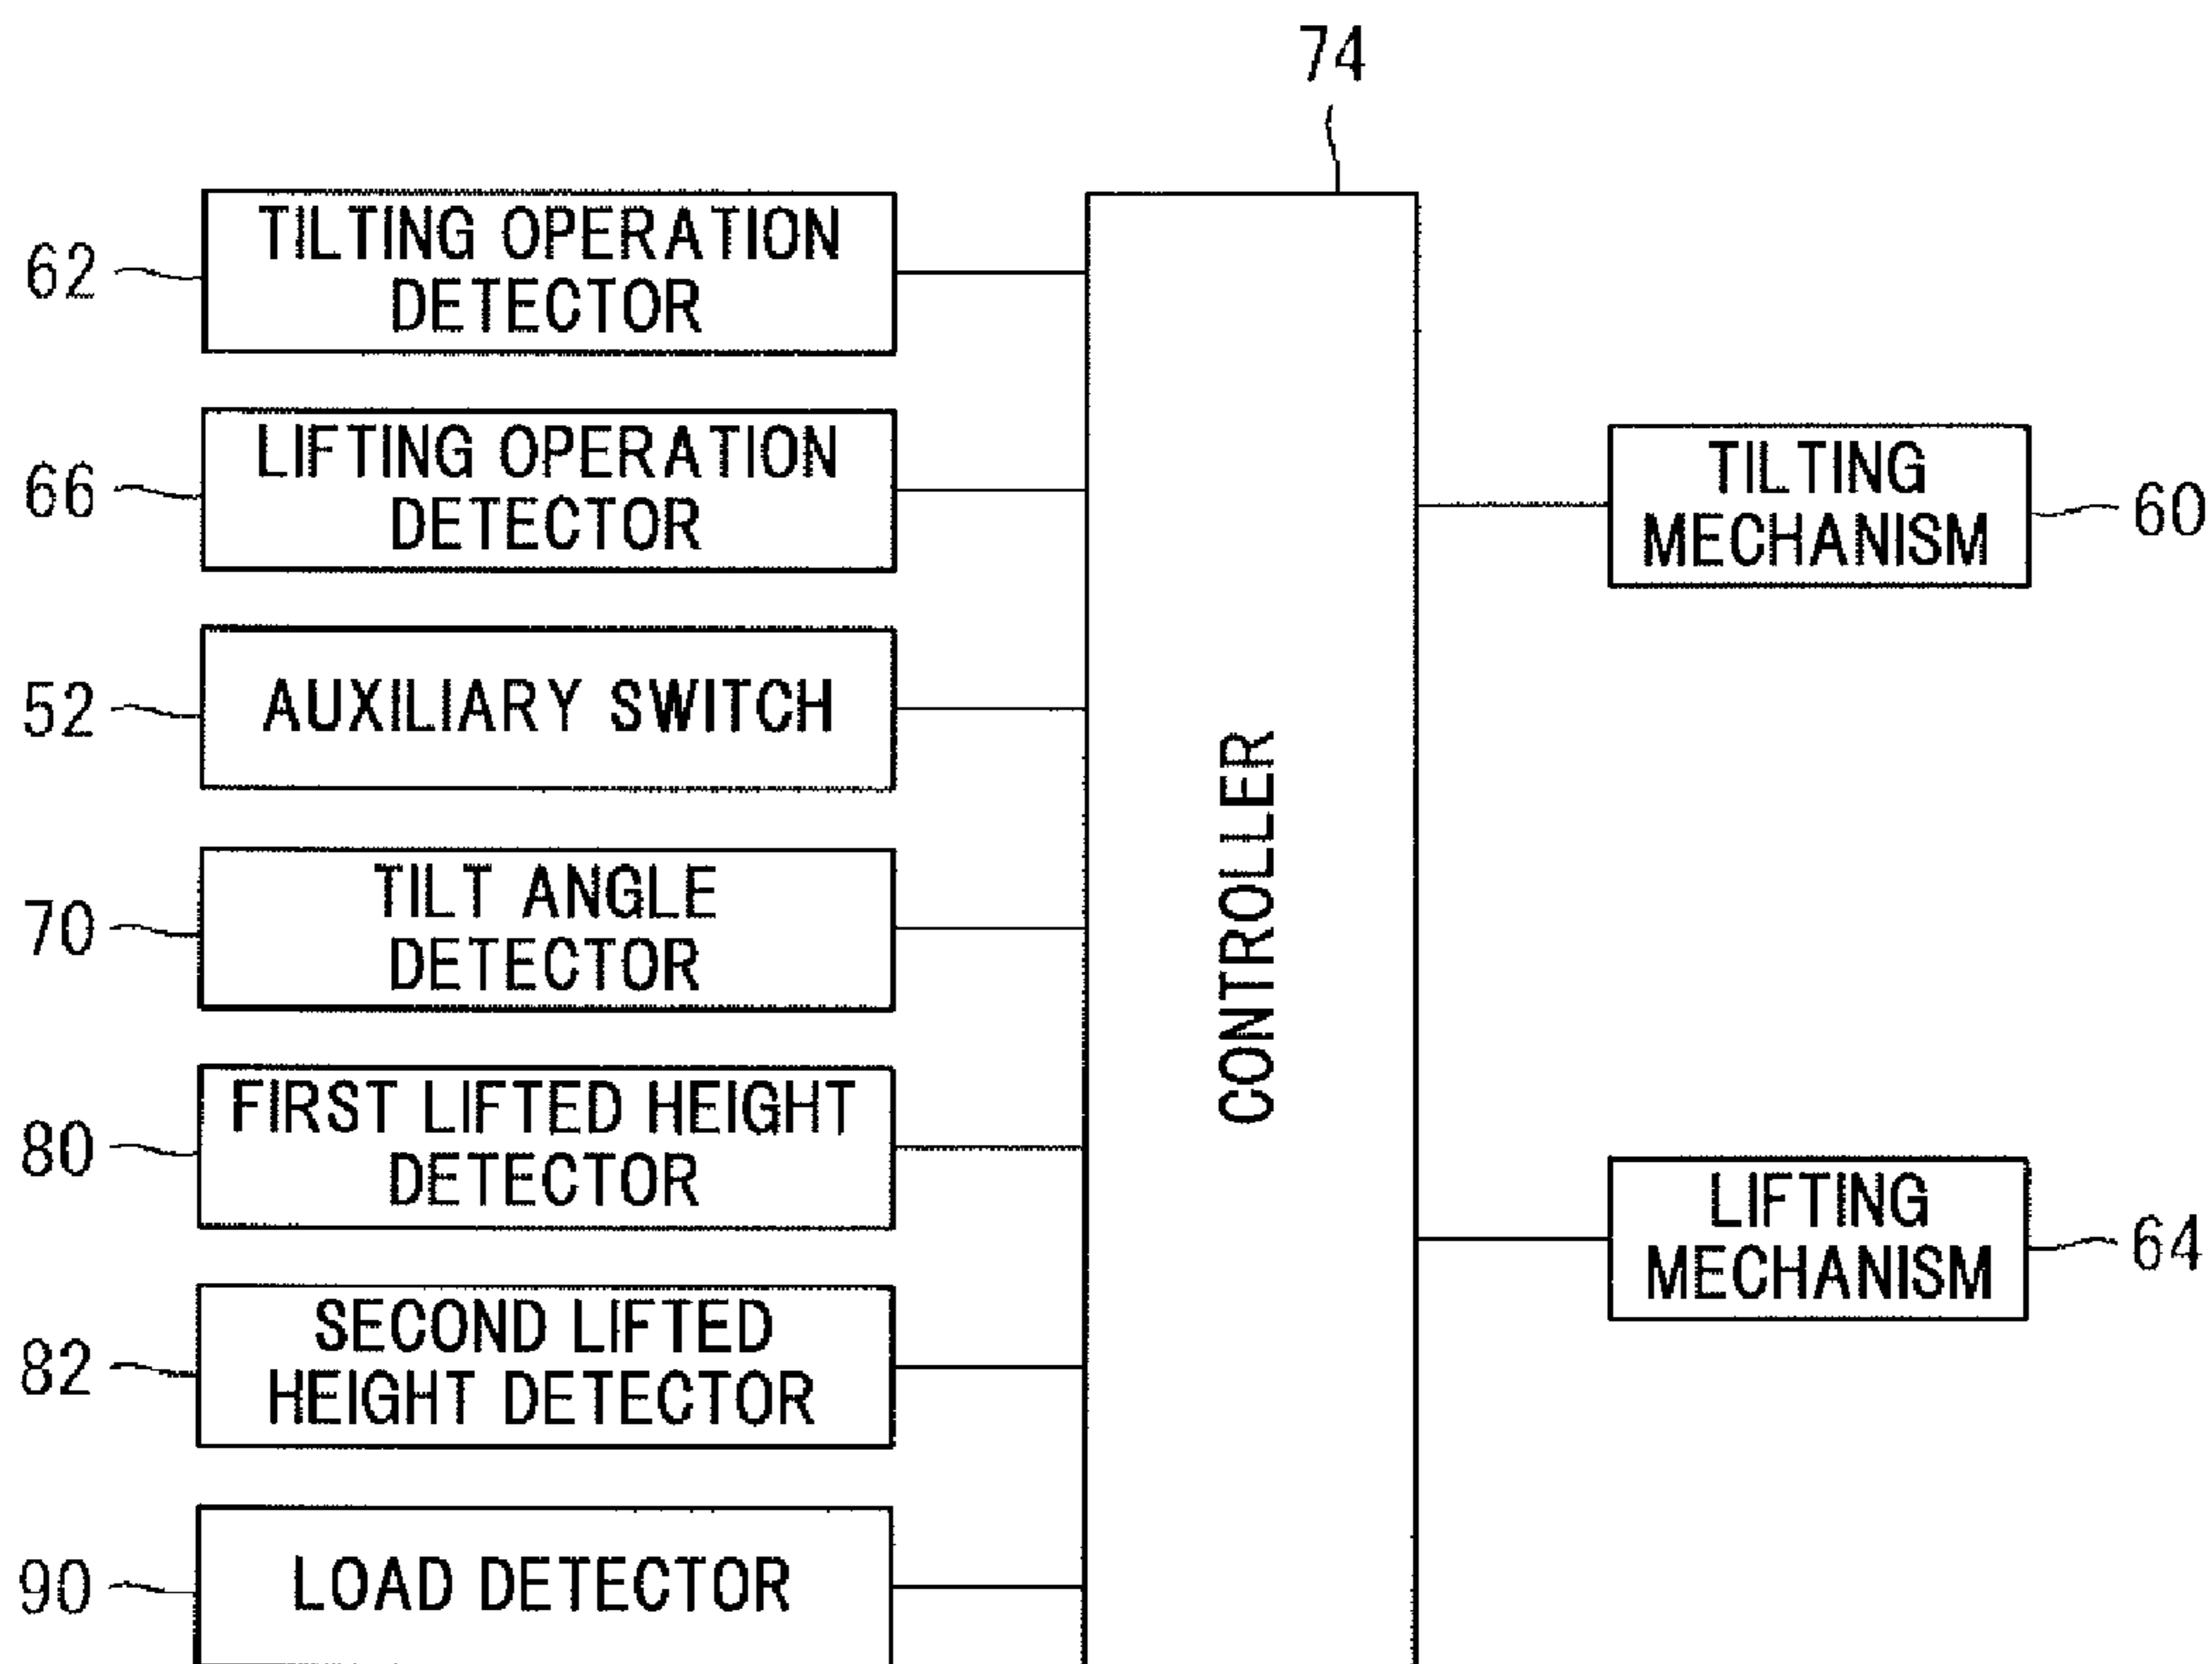 74
62
TILTING OPERATION
DETECTOR
66
LIFTING OPERATION
DETECTOR
52
AUXILIARY SWITCH
70
TILT ANGLE
DETECTOR
80
FIRST LIFTED HEIGHT
DETECTOR
82
SECOND LIFTED
HEIGHT DETECTOR
90
LOAD DETECTOR
CONTROLLER
TILTING
MECHANISM
60
LIFTING
MECHANISM
64